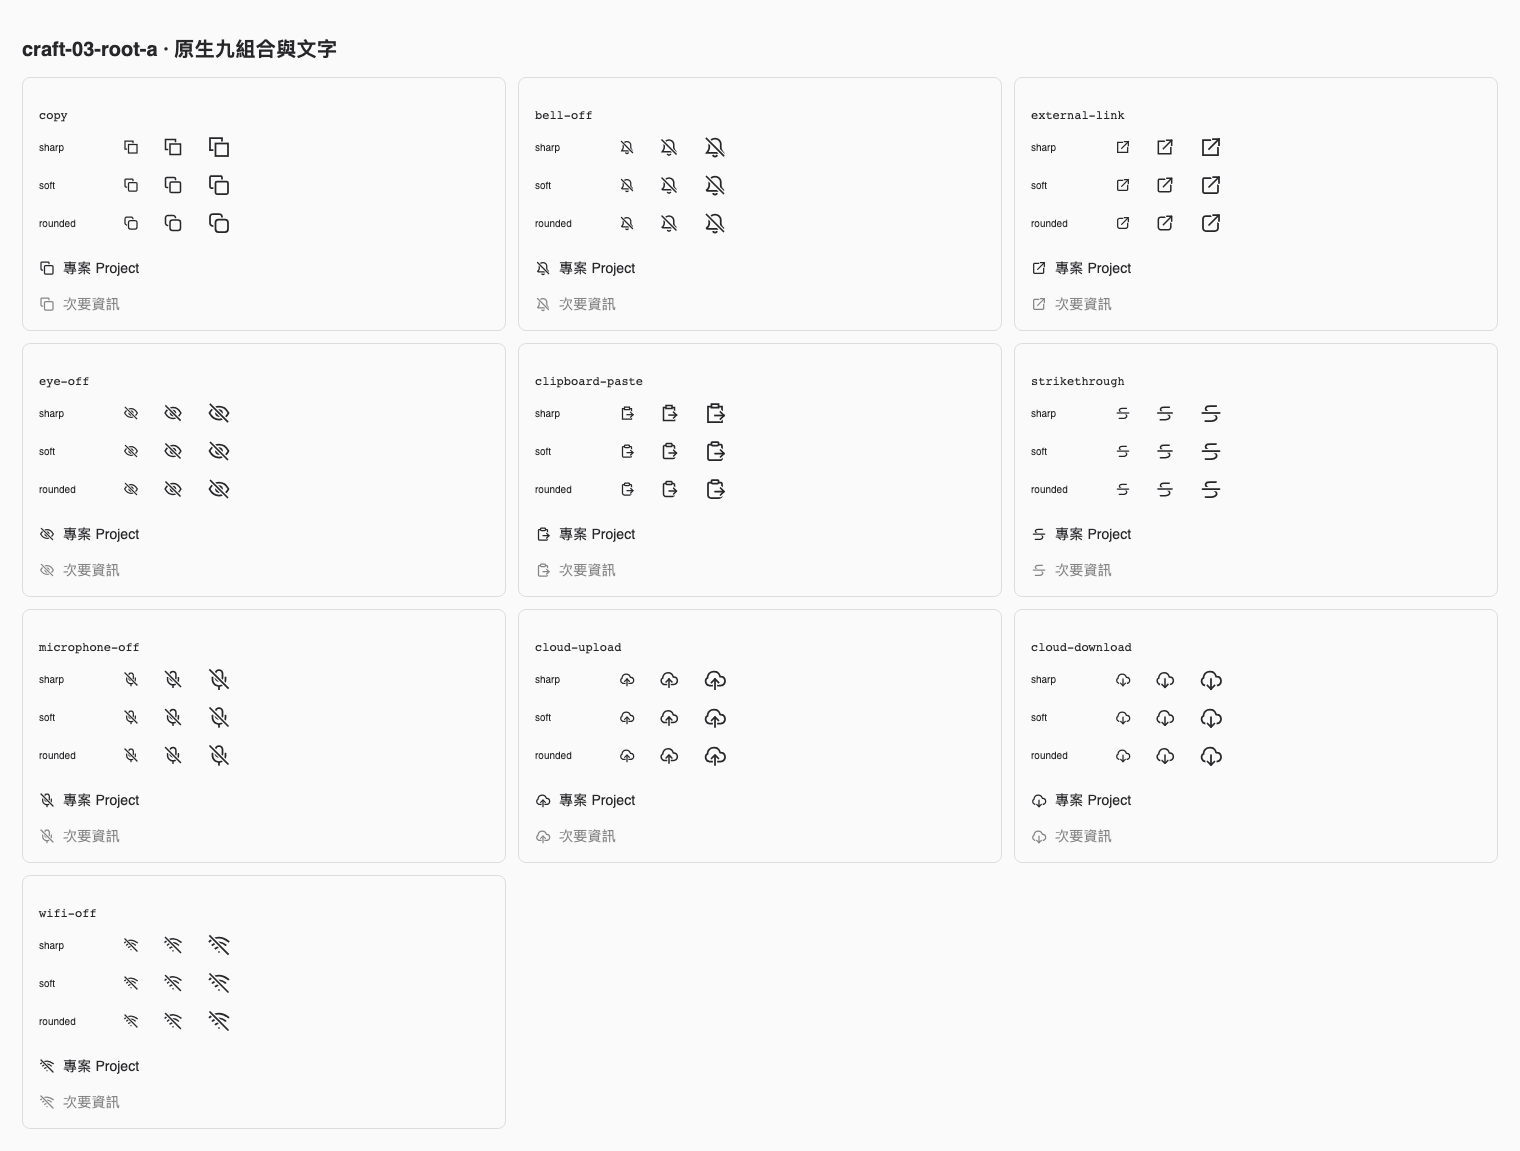 craft-03-root-a · 原生九組合與文字
copy
sharp
soft
rounded
專案 Project
次要資訊
bell-off
sharp
soft
rounded
專案 Project
次要資訊
external-link
sharp
soft
rounded
專案 Project
次要資訊
eye-off
sharp
soft
rounded
專案 Project
次要資訊
clipboard-paste
sharp
soft
rounded
專案 Project
次要資訊
strikethrough
sharp
soft
rounded
專案 Project
次要資訊
microphone-off
sharp
soft
rounded
專案 Project
次要資訊
cloud-upload
sharp
soft
rounded
專案 Project
次要資訊
cloud-download
sharp
soft
rounded
專案 Project
次要資訊
wifi-off
sharp
soft
rounded
專案 Project
次要資訊